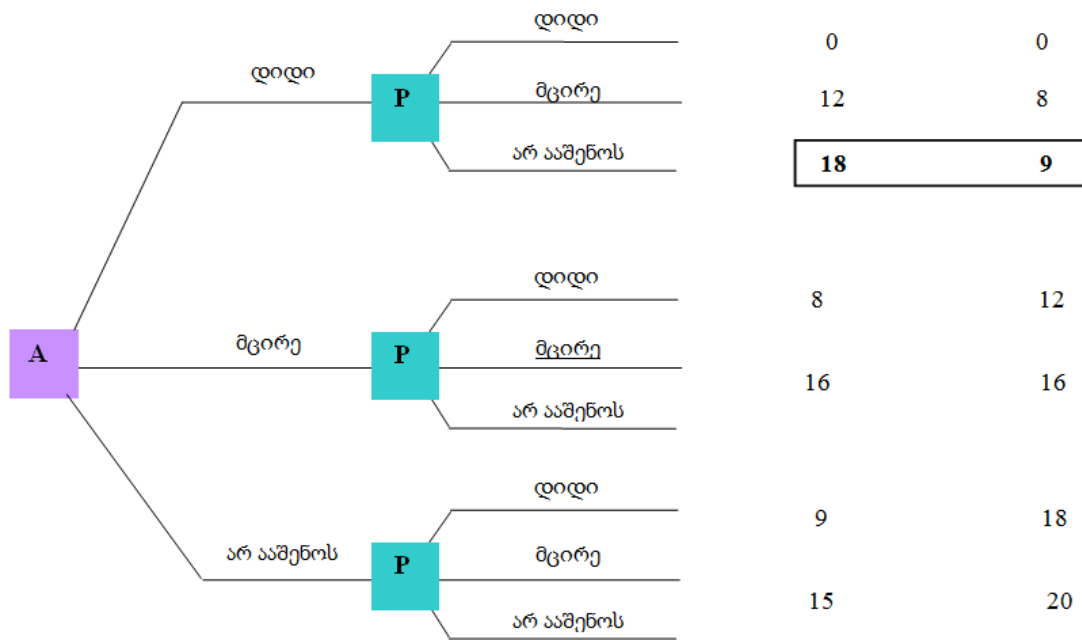 დიდი 0 0
დიდი
P მცირე 12 8
არ ააშენოს 18 9
დიდი 8 12
A მცირე P მცირე
16 16
არ ააშენოს
დიდი
9 18
არ ააშენოს P მცირე
15 20
არ ააშენოს